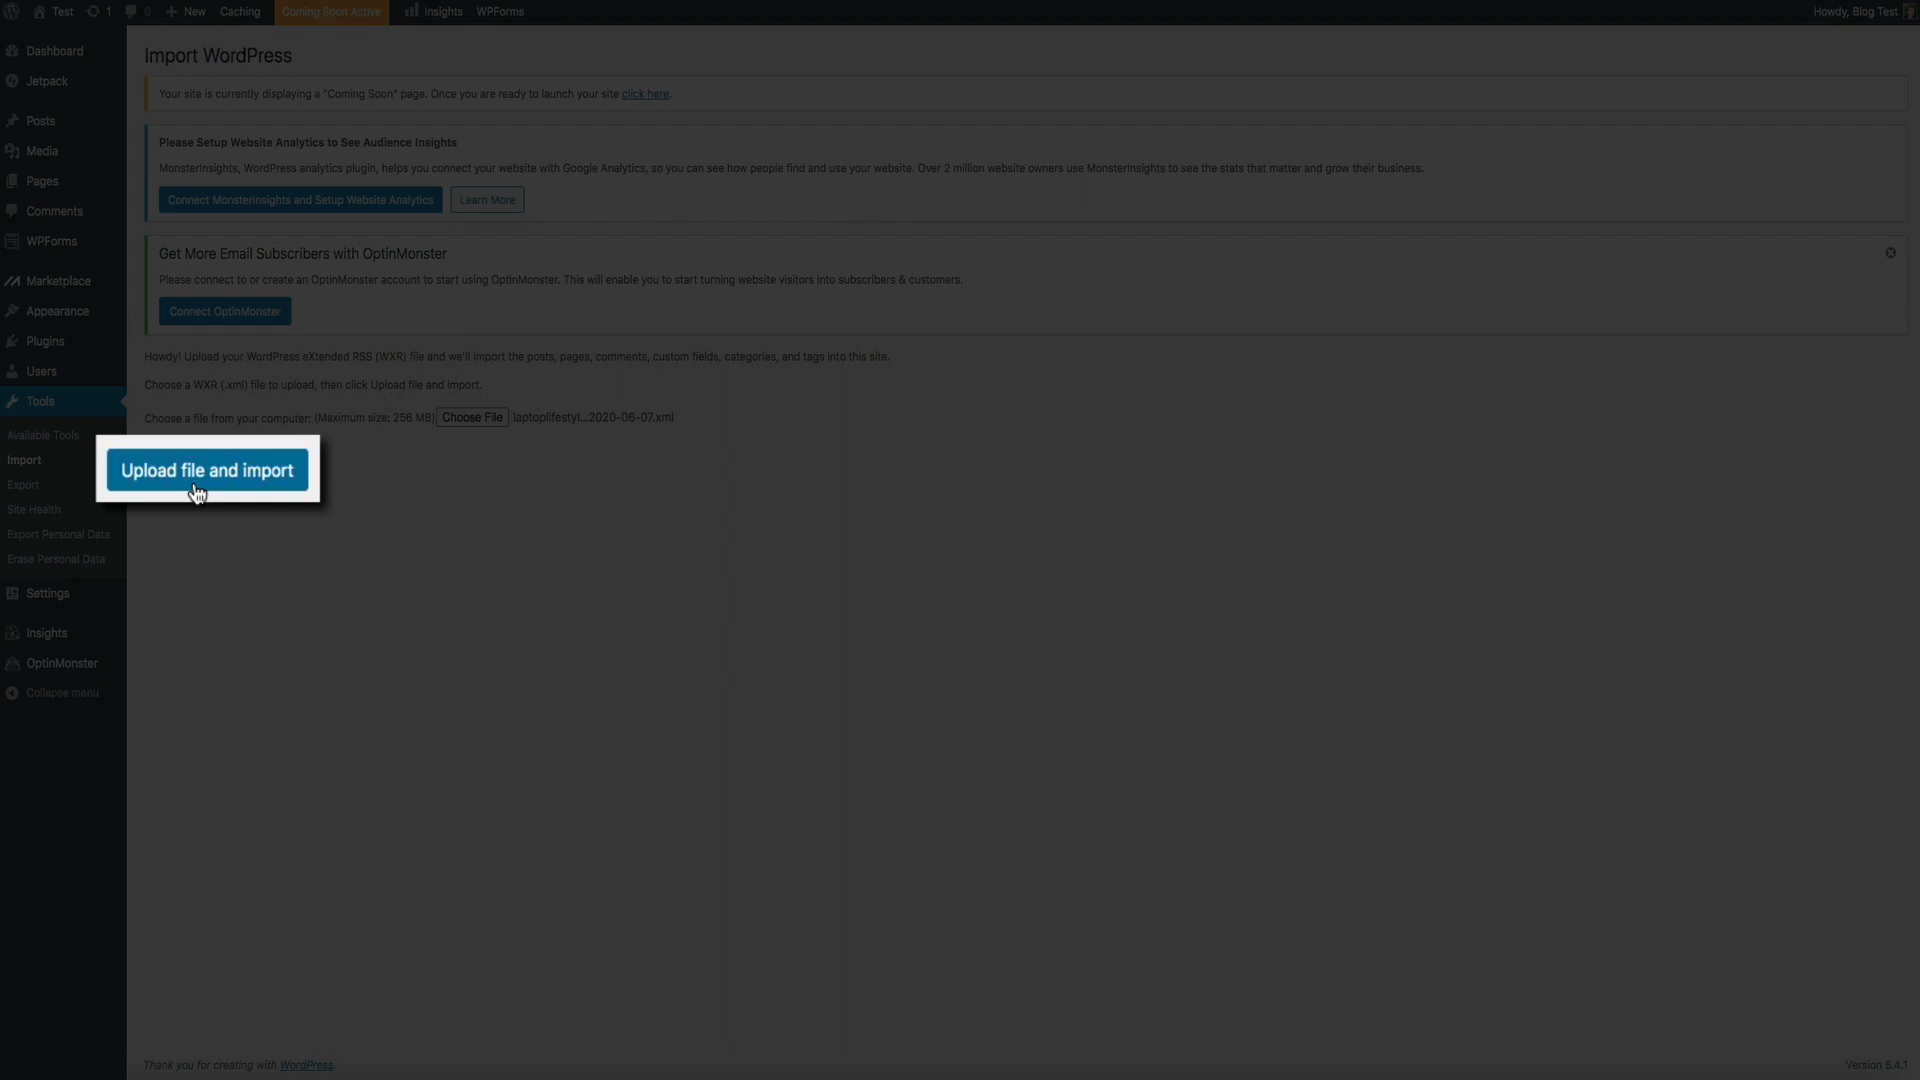 Test 1 0 New Caching Coming Soon Active Insights WPForms Howdy, Blog Test
Dashboard
Jetpack
Posts
Media
Pages
Comments
WPForms
Marketplace
Appearance
Plugins
Users
Tools
Available Tools
Import
Export
Site Health
Export Personal Data
Erase Personal Data
Settings
Insights
OptinMonster
Collapse menu
Import WordPress
Your site is currently displaying a "Coming Soon" page. Once you are ready to launch your site click here.
Please Setup Website Analytics to See Audience Insights
MonsterInsights, WordPress analytics plugin, helps you connect your website with Google Analytics, so you can see how people find and use your website. Over 2 million website owners use MonsterInsights to see the stats that matter and grow their business.
Connect MonsterInsights and Setup Website Analytics Learn More
Get More Email Subscribers with OptinMonster
Please connect to or create an OptinMonster account to start using OptinMonster. This will enable you to start turning website visitors into subscribers & customers.
Connect OptinMonster
Howdy! Upload your WordPress eXtended RSS (WXR) file and we'll import the posts, pages, comments, custom fields, categories, and tags into this site.
Choose a WXR (.xml) file to upload, then click Upload file and import.
Choose a file from your computer: (Maximum size: 256 MB) Choose File laptoplifestyl...2020-06-07.xml
Upload file and import
Thank you for creating with WordPress.
Version 5.4.1